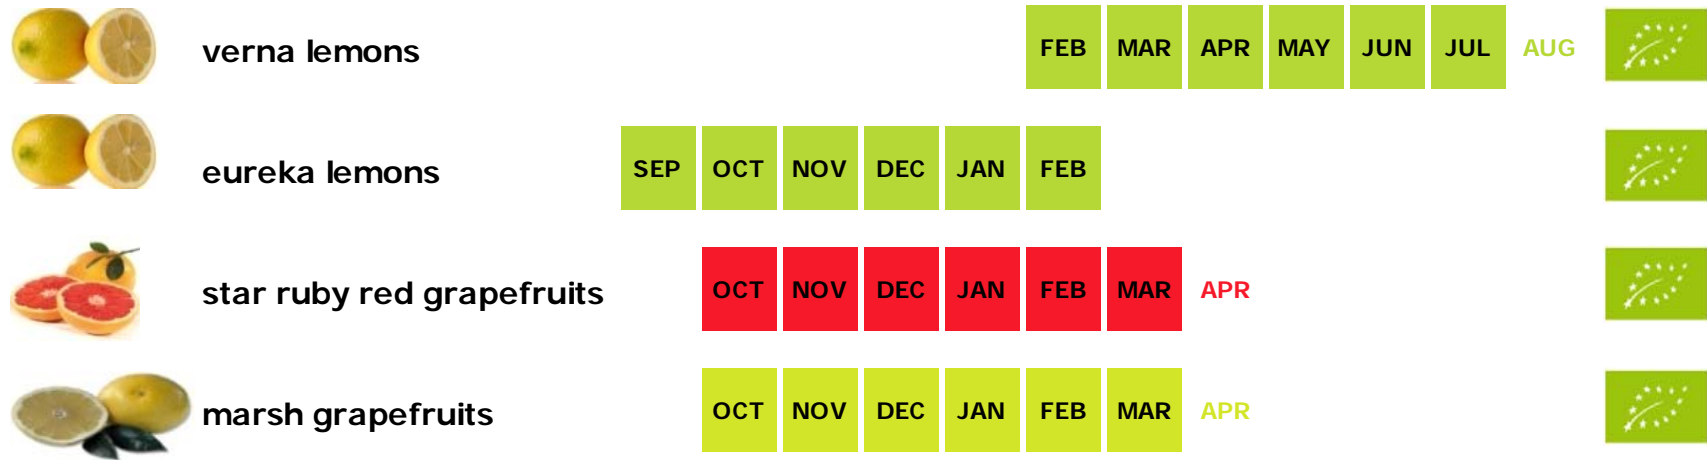 verna lemons FEB MAR APR MAY JUN JUL AUG
eureka lemons SEP OCT NOV DEC JAN FEB
star ruby red grapefruits OCT NOV DEC JAN FEB MAR APR
marsh grapefruits OCT NOV DEC JAN FEB MAR APR